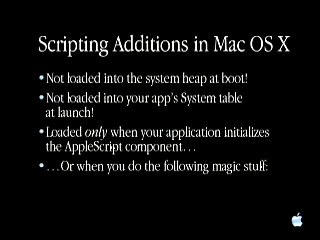 Scripting Additions in Mac OS X
• Not loaded into the system heap at boot!
• Not loaded into your app's System table
at launch!
• Loaded only when your application initializes
the AppleScript component…
• …Or when you do the following magic stuff: